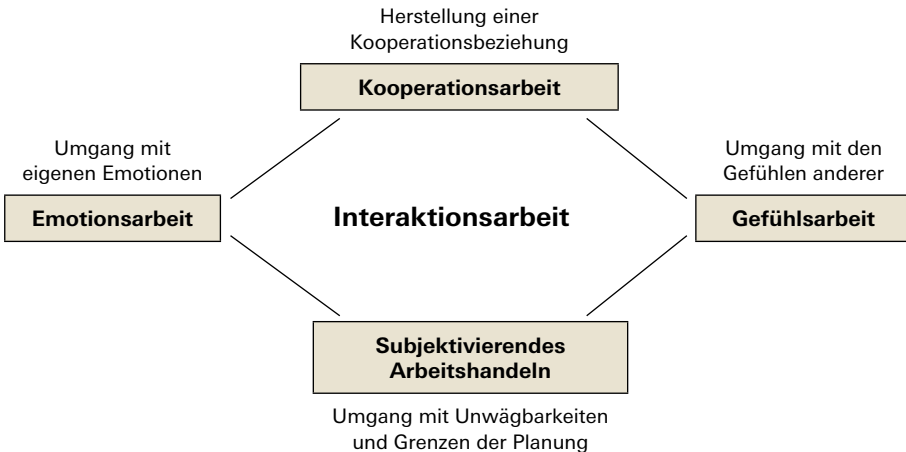 Herstellung einer
Kooperationsbeziehung
Kooperationsarbeit
Umgang mit
eigenen Emotionen
Emotionsarbeit
Interaktionsarbeit
Umgang mit den
Gefühlen anderer
Gefühlsarbeit
Subjektivierendes
Arbeitshandeln
Umgang mit Unwägbarkeiten
und Grenzen der Planung